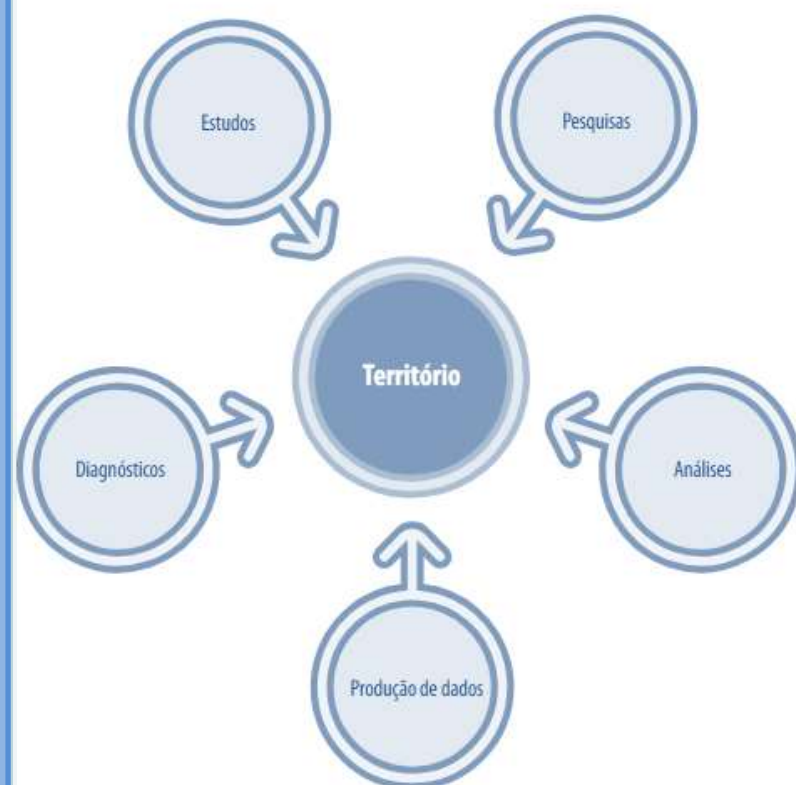 Estudos
Pesquisas
Território
Diagnósticos
Análises
Produção de dados